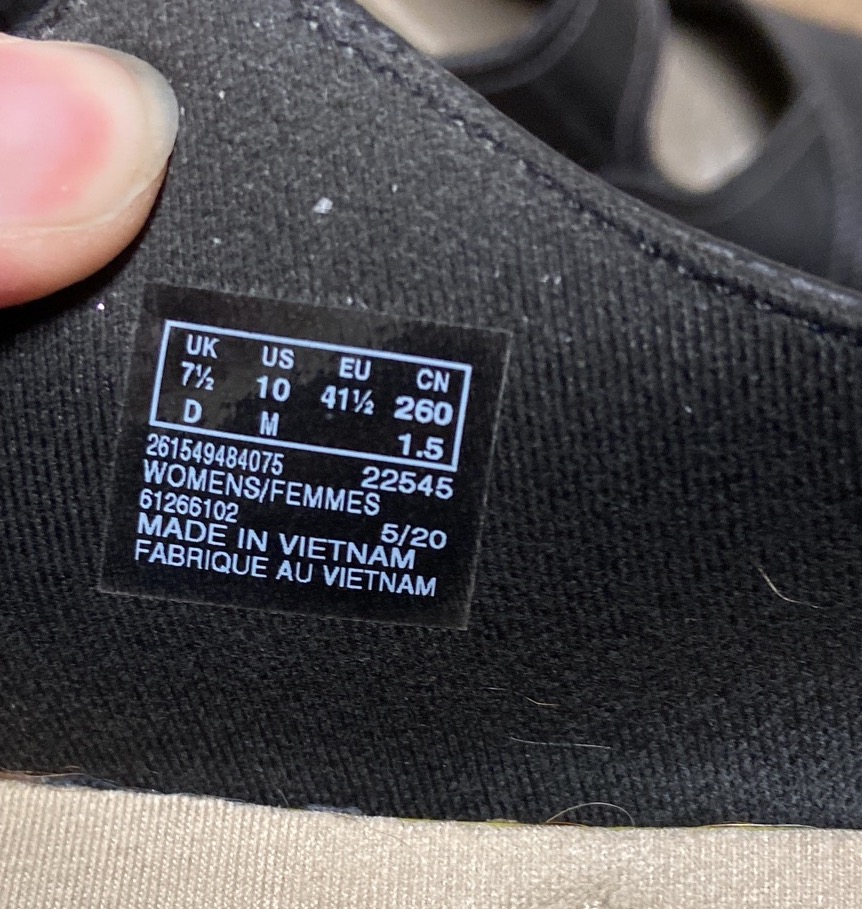 UK US EU CN
7½ 10 41½ 260
D M 1.5
261549484075 22545
WOMENS/FEMMES
61266102 5/20
MADE IN VIETNAM
FABRIQUE AU VIETNAM